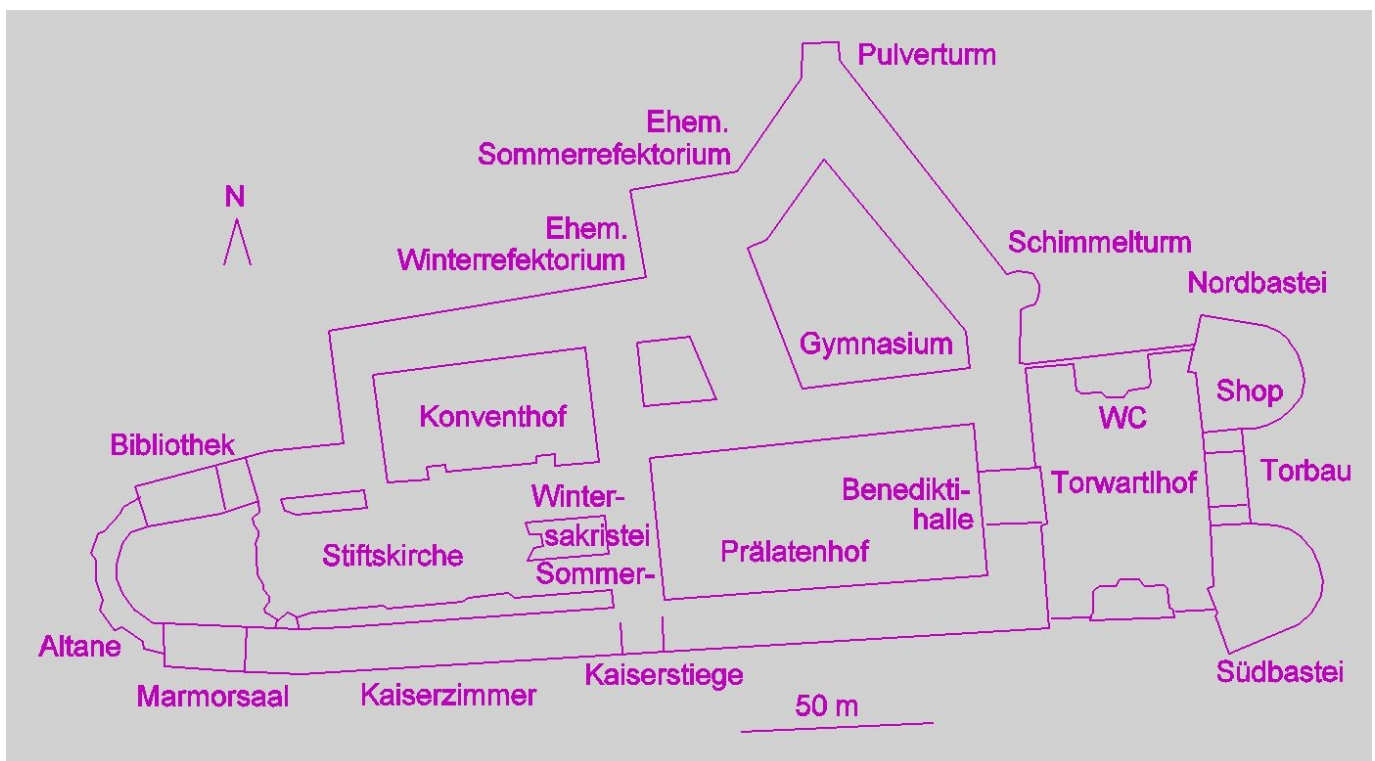 Pulverturm
Ehem.
Sommerrefektorium
N
Ehem.
Winterrefektorium
Schimmelturm
Nordbastei
Gymnasium
Shop
Konventhof
WC
Bibliothek
Torbau
Torwartlhof
Benedikti-
halle
Winter-
sakristei
Sommer-
Stiftskirche
Prälatenhof
Altane
Marmorsaal
Kaiserzimmer
Kaiserstiege
Südbastei
50 m